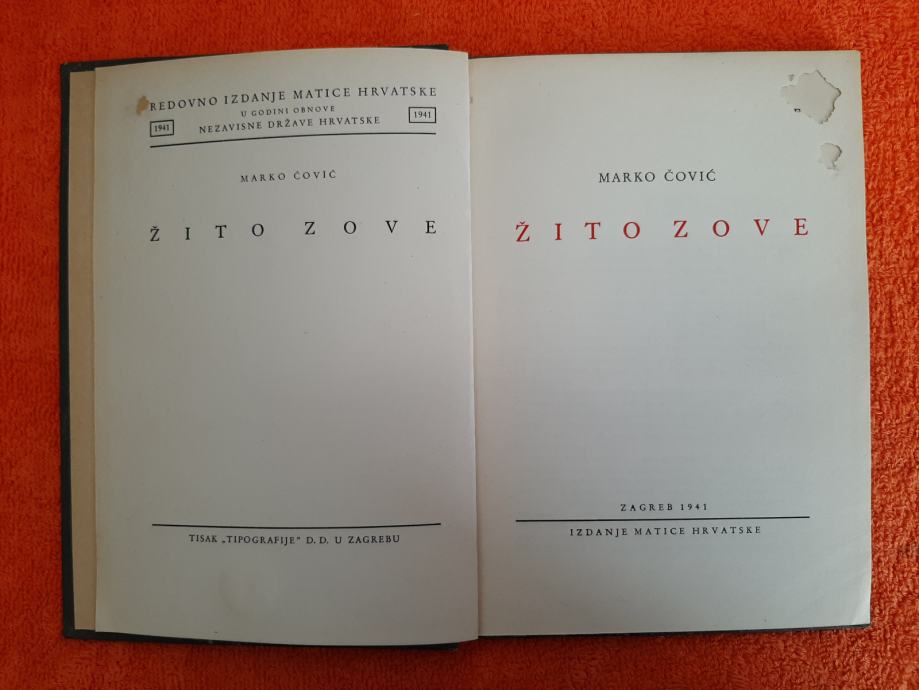 REDOVNO IZDANJE MATICE HRVATSKE
U GODINI OBNOVE
1941
NEZAVISNE DRŽAVE HRVATSKE
1941
MARKO ČOVIĆ
ŽITO ZOVE
TISAK „TIPOGRAFIJE" D. D. U ZAGREBU
MARKO ČOVIĆ
ŽITO ZOVE
ZAGREB 1941
IZDANJE MATICE HRVATSKE